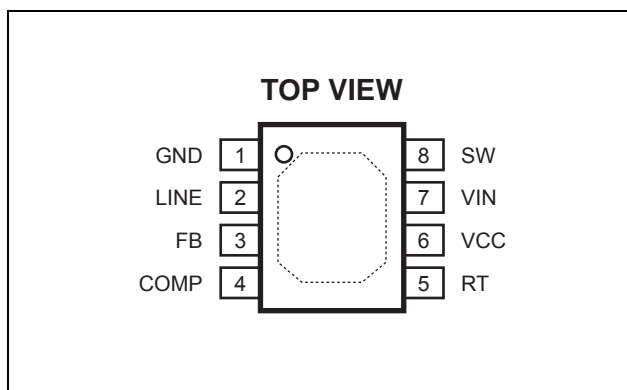 TOP VIEW
GND 1 8 SW
LINE 2 7 VIN
FB 3 6 VCC
COMP 4 5 RT